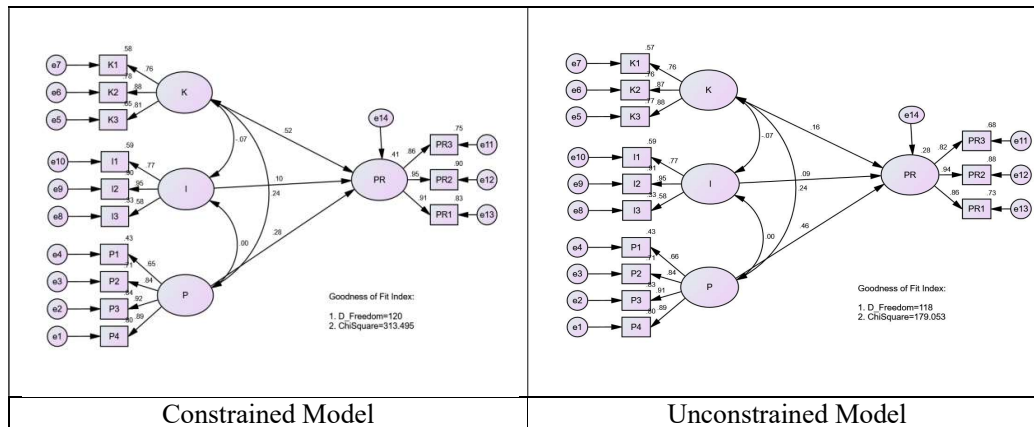 .58
e7 K1 .76
.78
e6 K2 .88 K
.65
e5 K3 .81
e14
-.07 .52
.75
.59
e10 I1 .77
.41 .86 PR3 e11
.90
e9 I2 .95 I .10 PR .95 PR2 e12
.90
.24
.33
e8 I3 .58
.83
.91 PR1 e13
.28
.43
e4 P1 .00
.65
.71
e3 P2 .84
.84
e2 P3 .92 P
.80
e1 P4 .89
Goodness of Fit Index:
1. D_Freedom=120
2. ChiSquare=313.495
Constrained Model
.57
e7 K1 .76
.76
e6 K2 .87 K
.77
e5 K3 .88
e14
-.07 .16
.68
.59
e10 I1 .77
.28 .82 PR3 e11
.88
e9 I2 .95 I .09 PR .94 PR2 e12
.91
.24
.33
e8 I3 .58
.73
.86 PR1 e13
.46
.43
e4 P1 .00
.66
.71
e3 P2 .84
.83
e2 P3 .91 P
.80
e1 P4 .89
Goodness of Fit Index:
1. D_Freedom=118
2. ChiSquare=179.053
Unconstrained Model